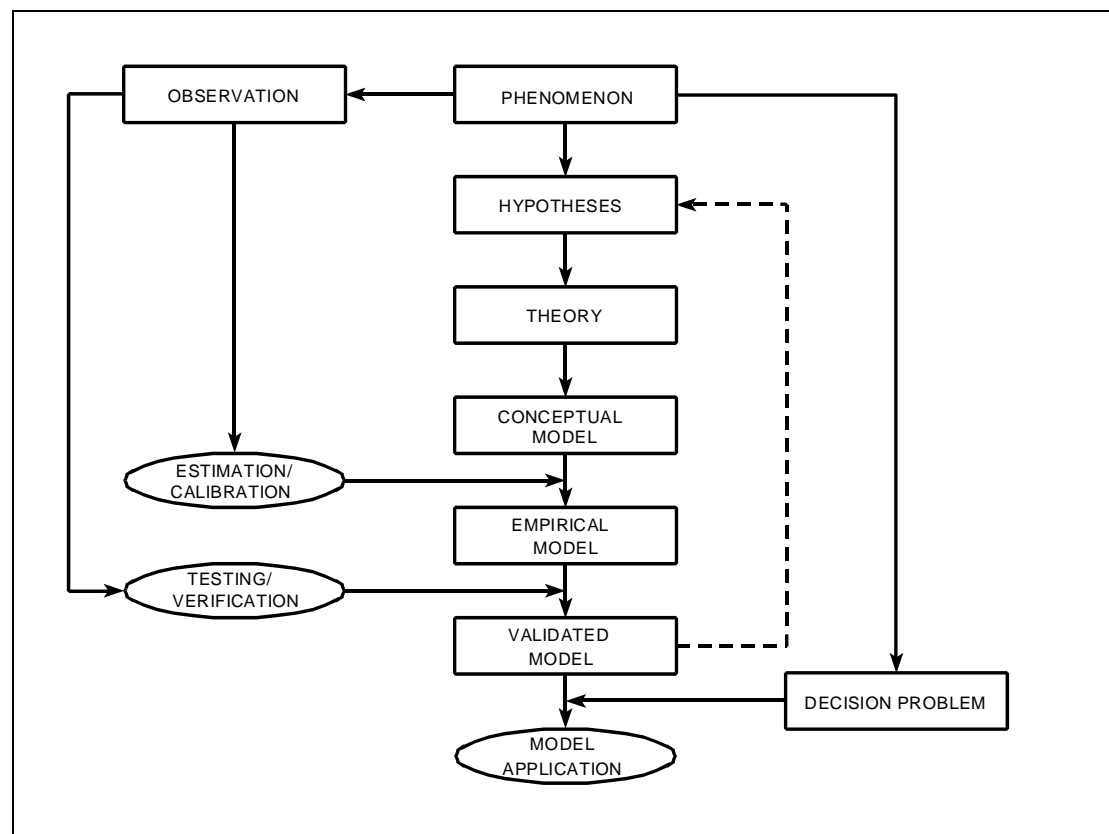 OBSERVATION
PHENOMENON
HYPOTHESES
THEORY
CONCEPTUAL
MODEL
ESTIMATION/
CALIBRATION
EMPIRICAL
MODEL
TESTING/
VERIFICATION
VALIDATED
MODEL
DECISION PROBLEM
MODEL
APPLICATION